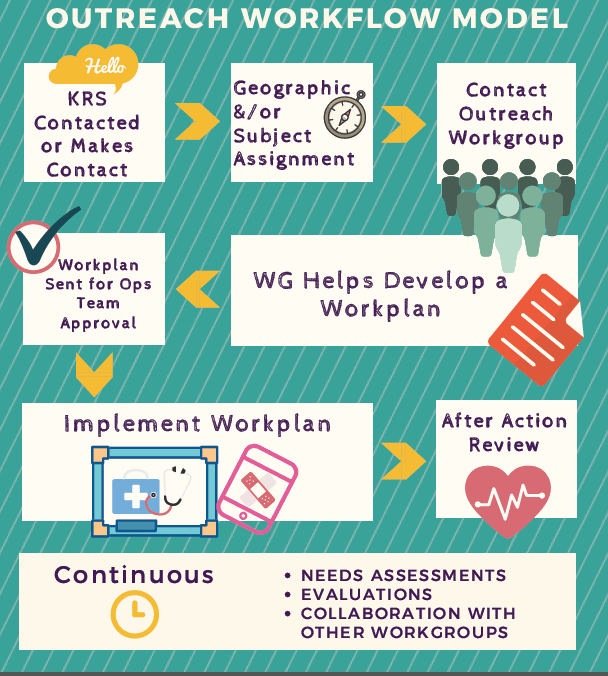 OUTREACH WORKFLOW MODEL
Hello
KRS
Contacted
or Makes
Contact
Geographic
&/or
Subject
Assignment
Contact
Outreach
Workgroup
WG Helps Develop a
Workplan
Workplan
Sent for Ops
Team
Approval
Implement Workplan
After Action
Review
Continuous
• NEEDS ASSESSMENTS
• EVALUATIONS
• COLLABORATION WITH
OTHER WORKGROUPS